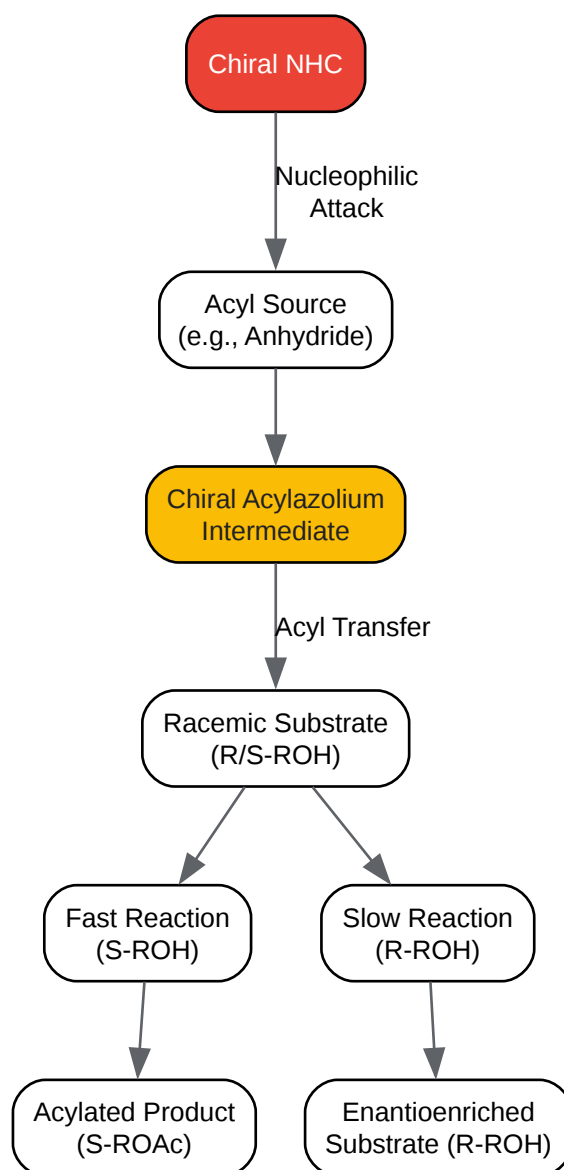 Chiral NHC
Nucleophilic
Attack
Acyl Source
(e.g., Anhydride)
Chiral Acylazolium
Intermediate
Acyl Transfer
Racemic Substrate
(R/S-ROH)
Fast Reaction
(S-ROH)
Slow Reaction
(R-ROH)
Acylated Product
(S-ROAc)
Enantioenriched
Substrate (R-ROH)